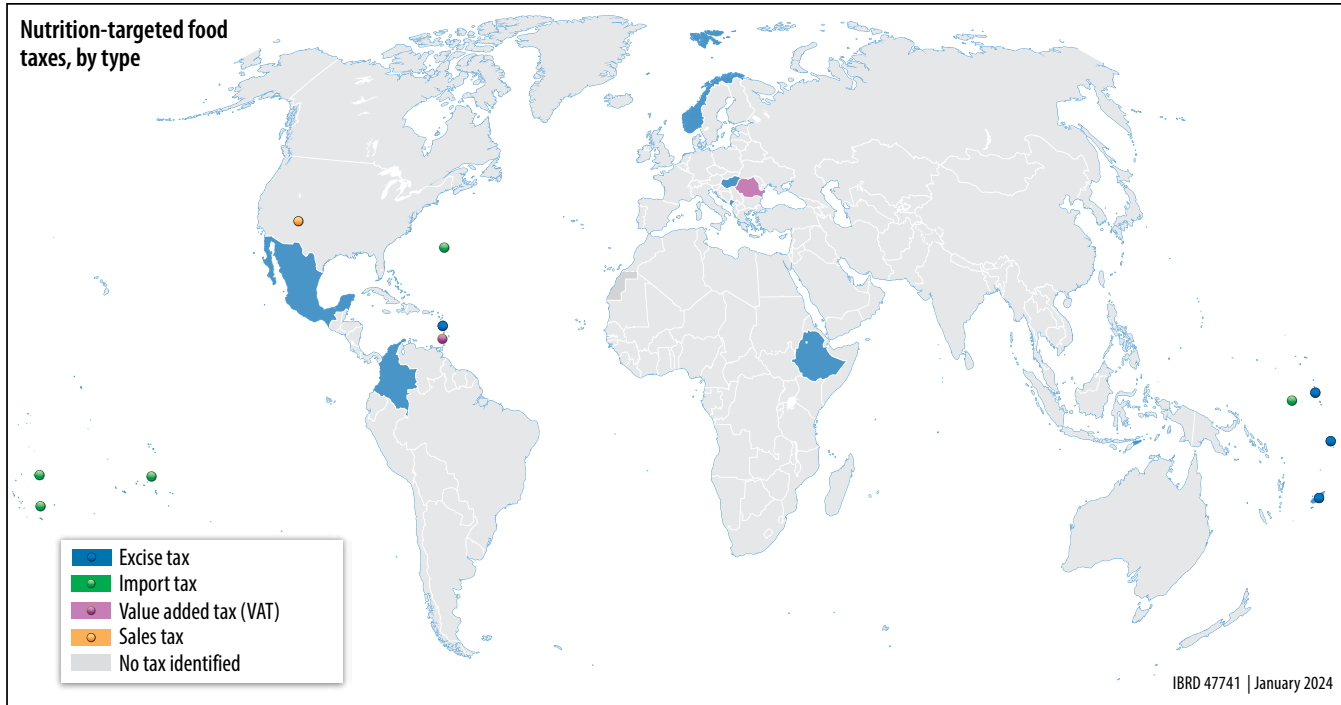 Nutrition-targeted food
taxes, by type
Excise tax
Import tax
Value added tax (VAT)
Sales tax
No tax identified
IBRD 47741 | January 2024